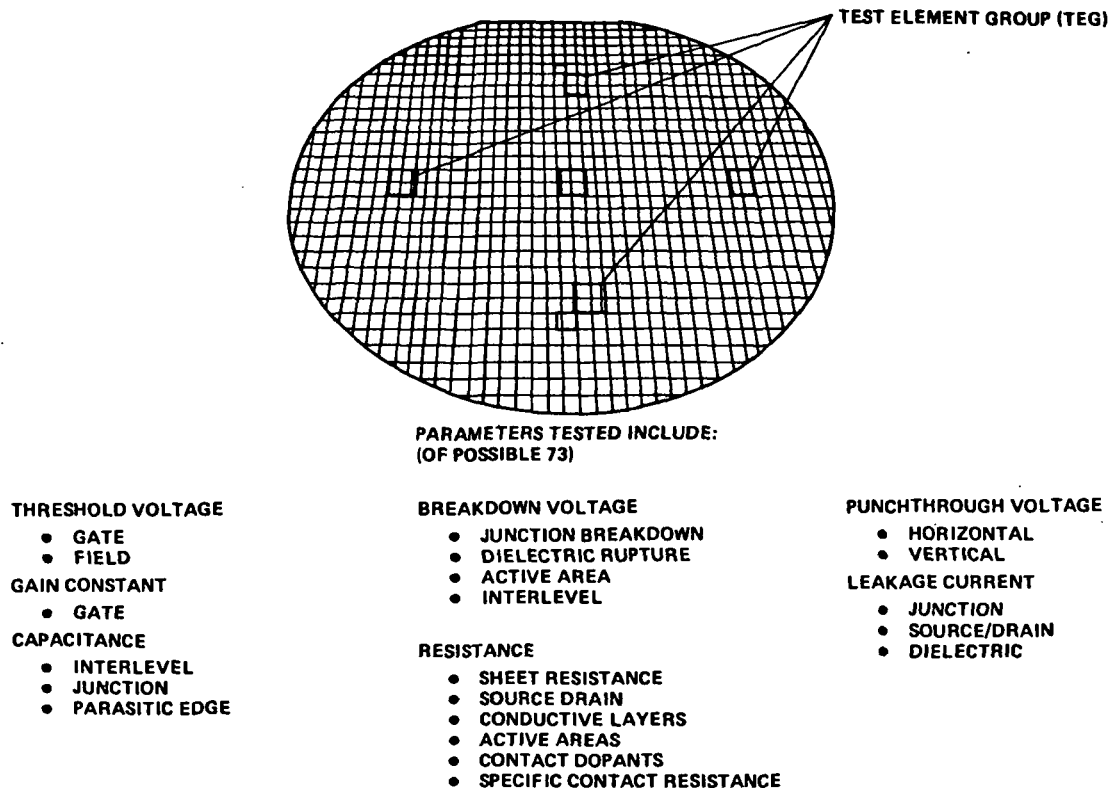 TEST ELEMENT GROUP (TEG)
PARAMETERS TESTED INCLUDE:
(OF POSSIBLE 73)
THRESHOLD VOLTAGE
• GATE
• FIELD
GAIN CONSTANT
• GATE
CAPACITANCE
• INTERLEVEL
• JUNCTION
• PARASITIC EDGE
BREAKDOWN VOLTAGE
• JUNCTION BREAKDOWN
• DIELECTRIC RUPTURE
• ACTIVE AREA
• INTERLEVEL
RESISTANCE
• SHEET RESISTANCE
• SOURCE DRAIN
• CONDUCTIVE LAYERS
• ACTIVE AREAS
• CONTACT DOPANTS
• SPECIFIC CONTACT RESISTANCE
PUNCHTHROUGH VOLTAGE
• HORIZONTAL
• VERTICAL
LEAKAGE CURRENT
• JUNCTION
• SOURCE/DRAIN
• DIELECTRIC